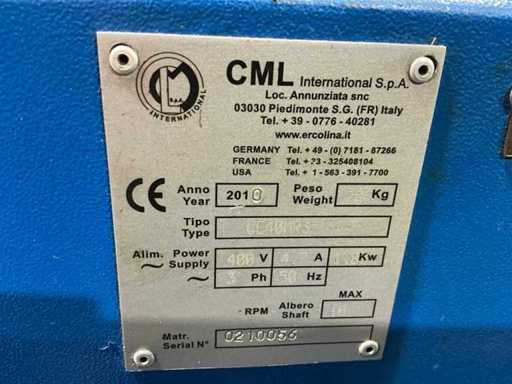 CML International S.p.A.
INTERNATIONAL
Loc. Annunziata snc
03030 Piedimonte S.G. (FR) Italy
Tel. + 39 - 0776 - 40281
www.ercolina.it
GERMANY Tel. + 49 - (0) 7181 - 87266
FRANCE Tel. + 23 - 325408104
USA Tel. + 1 - 563 - 391 - 7700
CE Anno Year 2010 Peso Weight Kg
Tipo Type
Alim. Power Supply ~ 400 V A Kw
~ 3 Ph 50 Hz
RPM Albero Shaft MAX
Matr. Serial N° 0210056